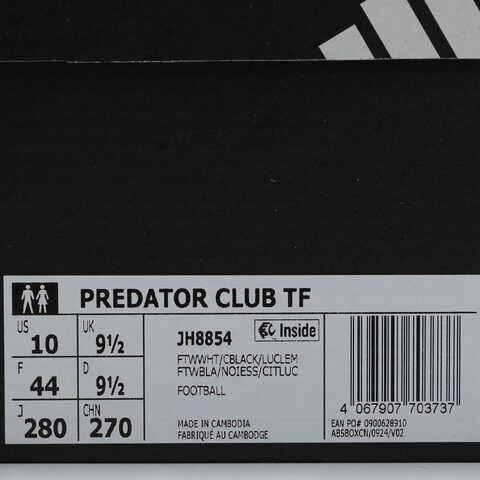 PREDATOR CLUB TF
US 10
UK 9½
F 44
D 9½
J 280
CHN 270
JH8854
Inside
FTWWHT/CBLACK/LUCLEM
FTWBLA/NOIESS/CITLUC
FOOTBALL
MADE IN CAMBODIA
FABRIQUÉ AU CAMBODGE
4 067907 703737
EAN PO# 0900628910
ABSBOXCN/0924/V02